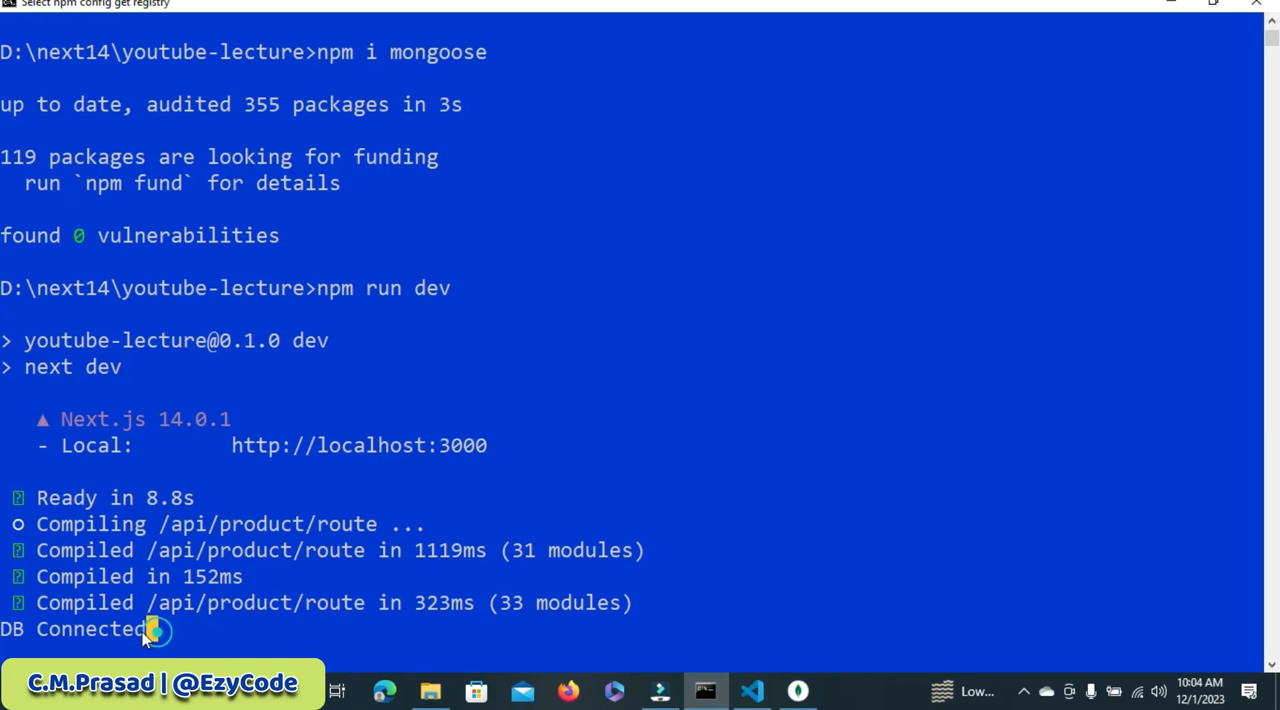 Select npm config get registry
D:\next14\youtube-lecture>npm i mongoose
up to date, audited 355 packages in 3s
119 packages are looking for funding
run `npm fund` for details
found 0 vulnerabilities
D:\next14\youtube-lecture>npm run dev
> youtube-lecture@0.1.0 dev
> next dev
▲ Next.js 14.0.1
- Local: http://localhost:3000
Ready in 8.8s
○ Compiling /api/product/route ...
Compiled /api/product/route in 1119ms (31 modules)
Compiled in 152ms
Compiled /api/product/route in 323ms (33 modules)
DB Connected
C.M.Prasad | @EzyCode
Low...
10:04 AM
12/1/2023